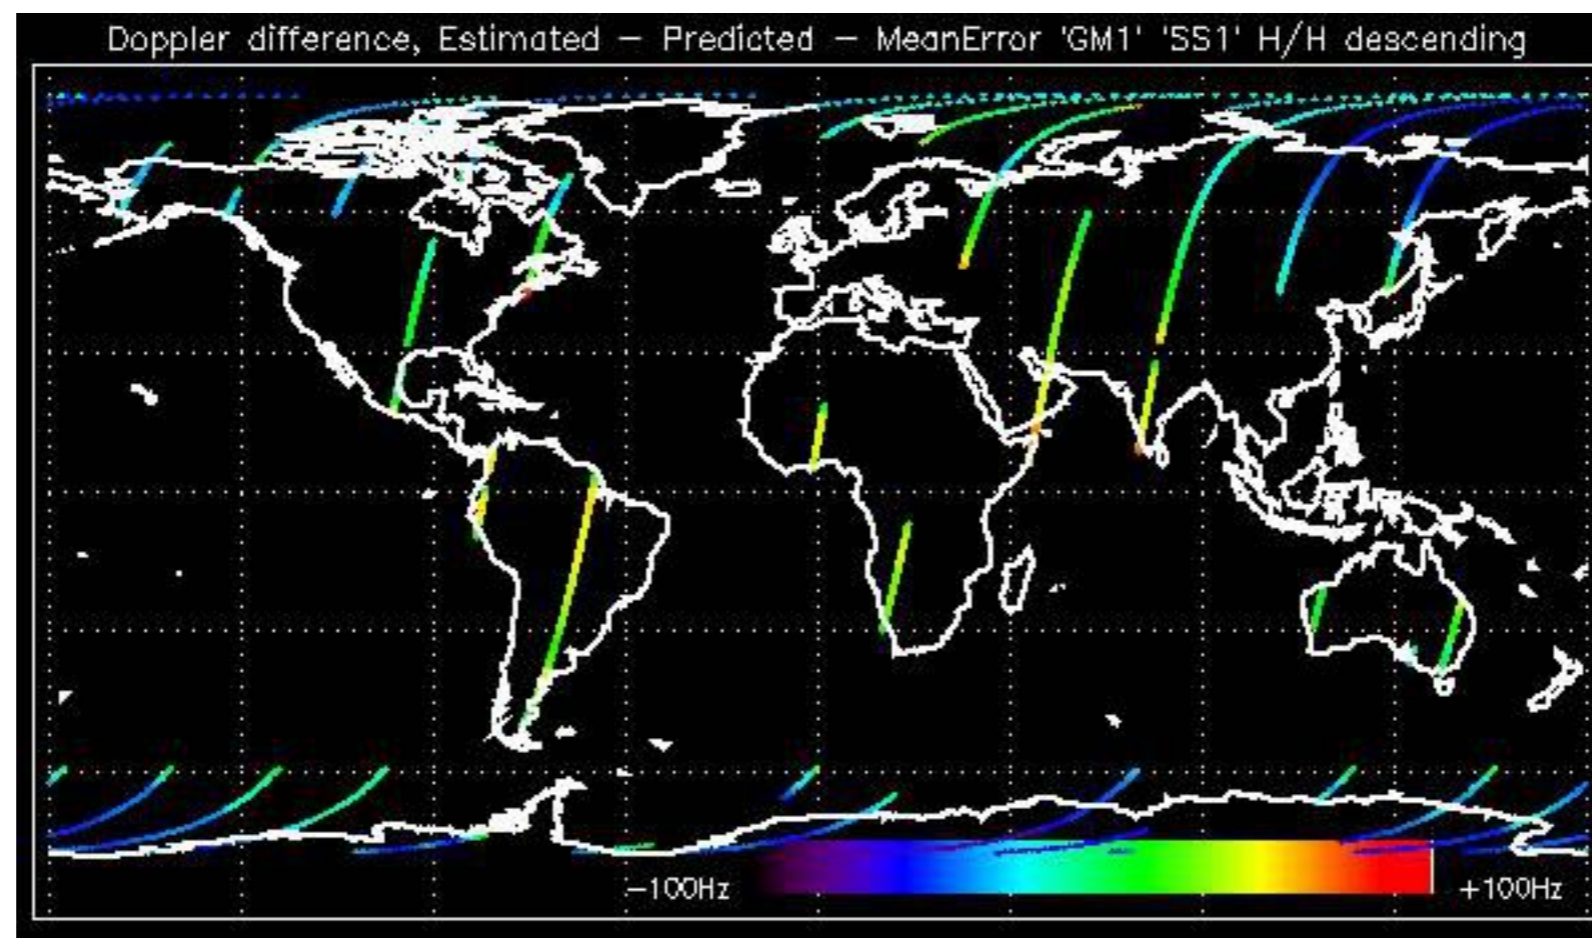 Doppler difference, Estimated – Predicted – MeanError 'GM1' 'SS1' H/H descending
–100Hz
+100Hz